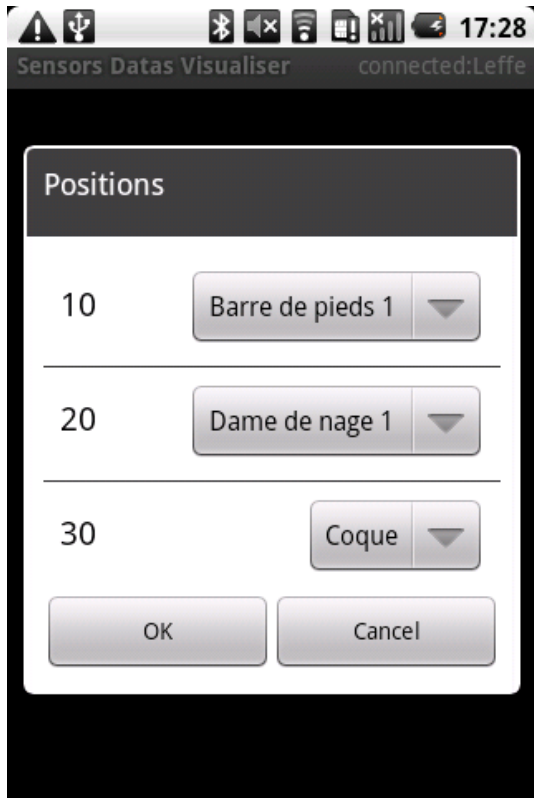 17:28
Sensors Datas Visualiser connected:Leffe
Positions
10 Barre de pieds 1
20 Dame de nage 1
30 Coque
OK Cancel